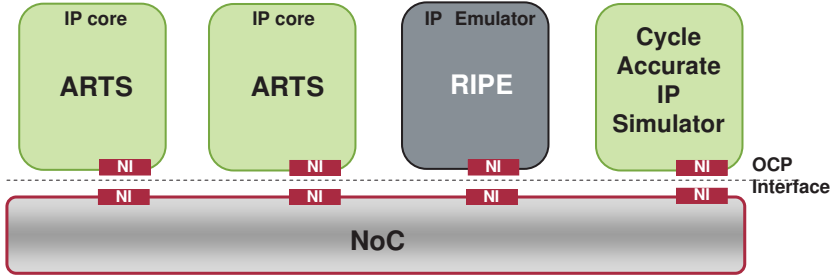 IP core
ARTS
NI
IP core
ARTS
NI
IP Emulator
RIPE
NI
Cycle
Accurate
IP
Simulator
NI
OCP
Interface
NI
NI
NI
NI
NoC